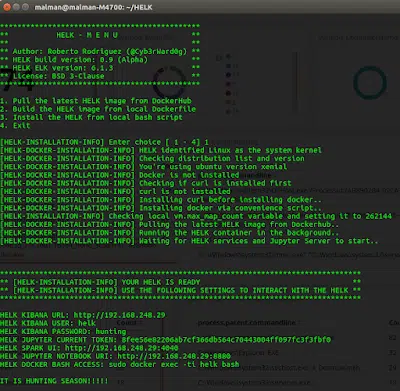 malman@malman-M4700: ~/HELK
**********************************************
** HELK - M E N U **
** **
** Author: Roberto Rodriguez (@Cyb3rWard0g) **
** HELK build version: 0.9 (Alpha) **
** HELK ELK version: 6.1.3 **
** License: BSD 3-Clause **
**********************************************
1. Pull the latest HELK image from DockerHub
2. Build the HELK image from local Dockerfile
3. Install the HELK from local bash script
4. Exit
[HELK-INSTALLATION-INFO] Enter choice [ 1 - 4] 1
[HELK-DOCKER-INSTALLATION-INFO] HELK identified Linux as the system kernel
[HELK-DOCKER-INSTALLATION-INFO] Checking distribution list and version
[HELK-DOCKER-INSTALLATION-INFO] You're using ubuntu version xenial
[HELK-DOCKER-INSTALLATION-INFO] Docker is not installed
[HELK-DOCKER-INSTALLATION-INFO] Checking if curl is installed first
[HELK-DOCKER-INSTALLATION-INFO] curl is not installed
[HELK-DOCKER-INSTALLATION-INFO] Installing curl before installing docker..
[HELK-DOCKER-INSTALLATION-INFO] Installing docker via convenience script..
[HELK-INSTALLATION-INFO] Checking local vm.max_map_count variable and setting it to 262144
[HELK-DOCKER-INSTALLATION-INFO] Pulling the latest HELK image from Dockerhub..
[HELK-DOCKER-INSTALLATION-INFO] Running the HELK container in the background..
[HELK-DOCKER-INSTALLATION-INFO] Waiting for HELK services and Jupyter Server to start..
** [HELK-INSTALLATION-INFO] YOUR HELK IS READY **
** [HELK-INSTALLATION-INFO] USE THE FOLLOWING SETTINGS TO INTERACT WITH THE HELK **
HELK KIBANA URL: http://192.168.248.29
HELK KIBANA USER: helk
HELK KIBANA PASSWORD: hunting
HELK JUPYTER CURRENT TOKEN: 8fee56e82206ab7cf366db564c70443004ff097fc3f3fbf0
HELK SPARK UI: http://192.168.248.29:4040
HELK JUPYTER NOTEBOOK URI: http://192.168.248.29:8880
HELK DOCKER BASH ACCESS: sudo docker exec -ti helk bash
IT IS HUNTING SEASON!!!!!